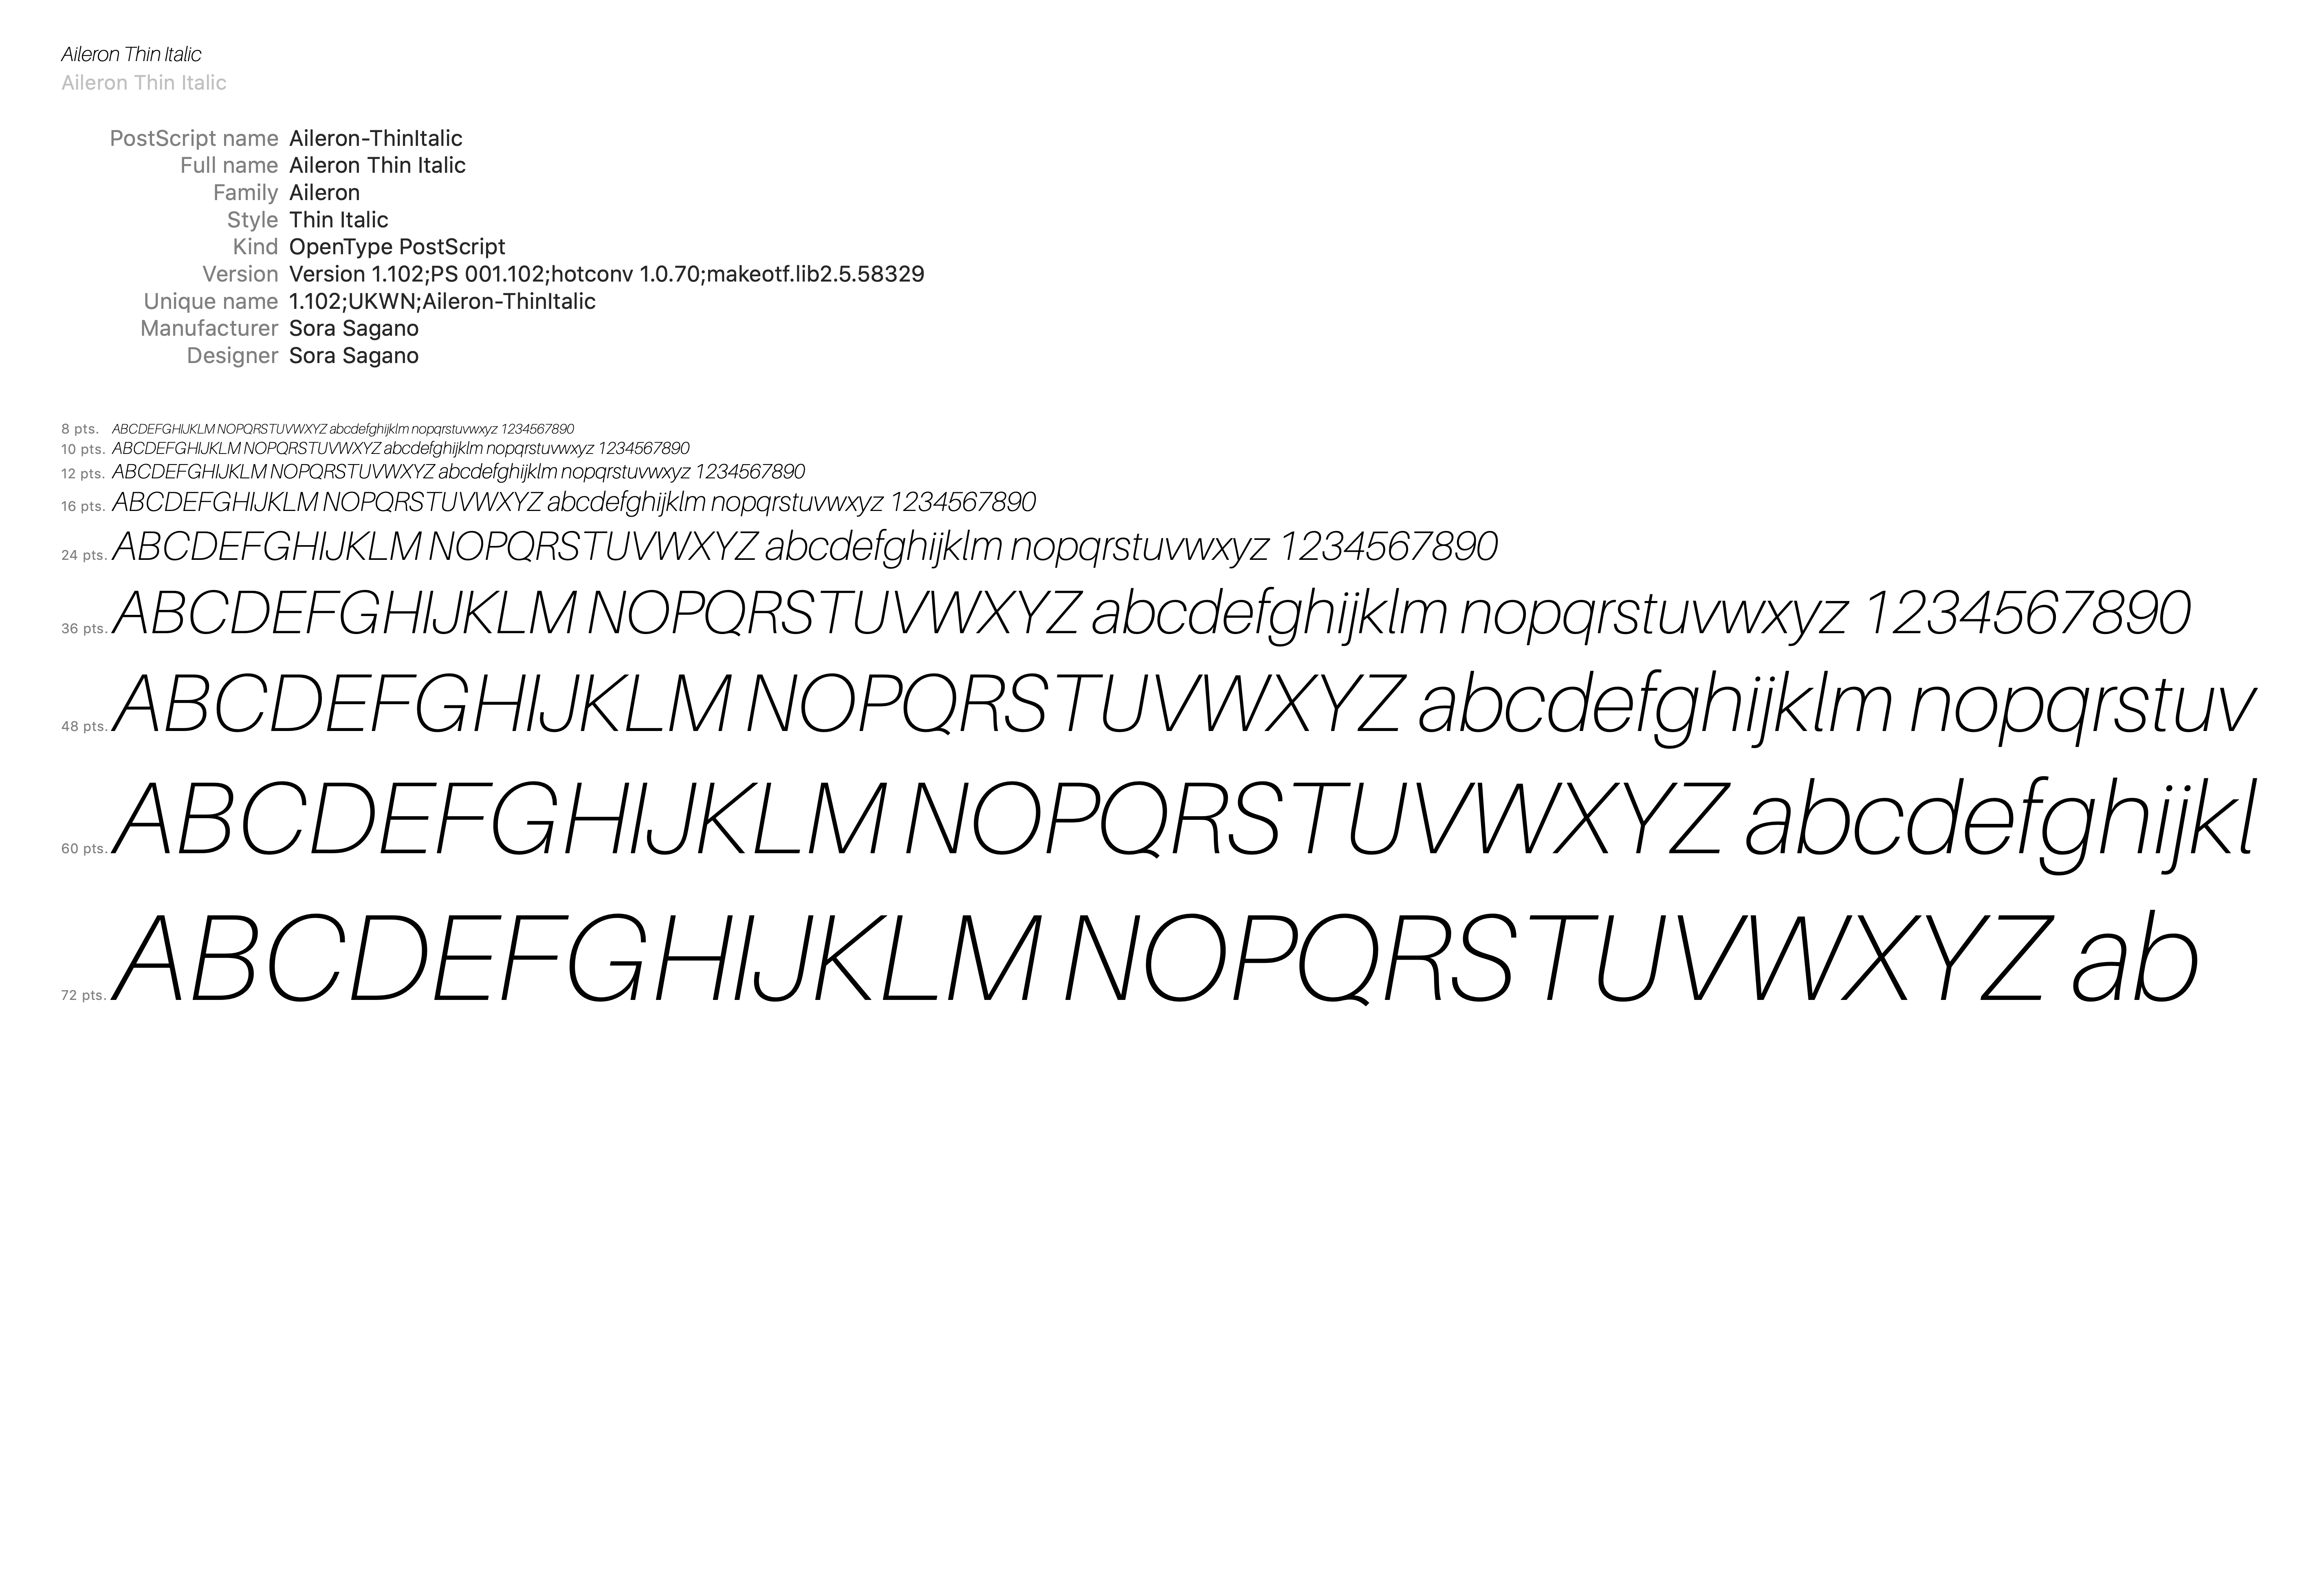 Aileron Thin Italic
Aileron Thin Italic
PostScript name Aileron-ThinItalic
Full name Aileron Thin Italic
Family Aileron
Style Thin Italic
Kind OpenType PostScript
Version Version 1.102;PS 001.102;hotconv 1.0.70;makeotf.lib2.5.58329
Unique name 1.102;UKWN;Aileron-ThinItalic
Manufacturer Sora Sagano
Designer Sora Sagano
8 pts. ABCDEFGHIJKLM NOPQRSTUVWXYZ abcdefghijklm nopqrstuvwxyz 1234567890
10 pts. ABCDEFGHIJKLM NOPQRSTUVWXYZ abcdefghijklm nopqrstuvwxyz 1234567890
12 pts. ABCDEFGHIJKLM NOPQRSTUVWXYZ abcdefghijklm nopqrstuvwxyz 1234567890
16 pts. ABCDEFGHIJKLM NOPQRSTUVWXYZ abcdefghijklm nopqrstuvwxyz 1234567890
24 pts. ABCDEFGHIJKLM NOPQRSTUVWXYZ abcdefghijklm nopqrstuvwxyz 1234567890
36 pts. ABCDEFGHIJKLM NOPQRSTUVWXYZ abcdefghijklm nopqrstuvwxyz 1234567890
48 pts. ABCDEFGHIJKLM NOPQRSTUVWXYZ abcdefghijklm nopqrstuv
60 pts. ABCDEFGHIJKLM NOPQRSTUVWXYZ abcdefghijkl
72 pts. ABCDEFGHIJKLM NOPQRSTUVWXYZ ab